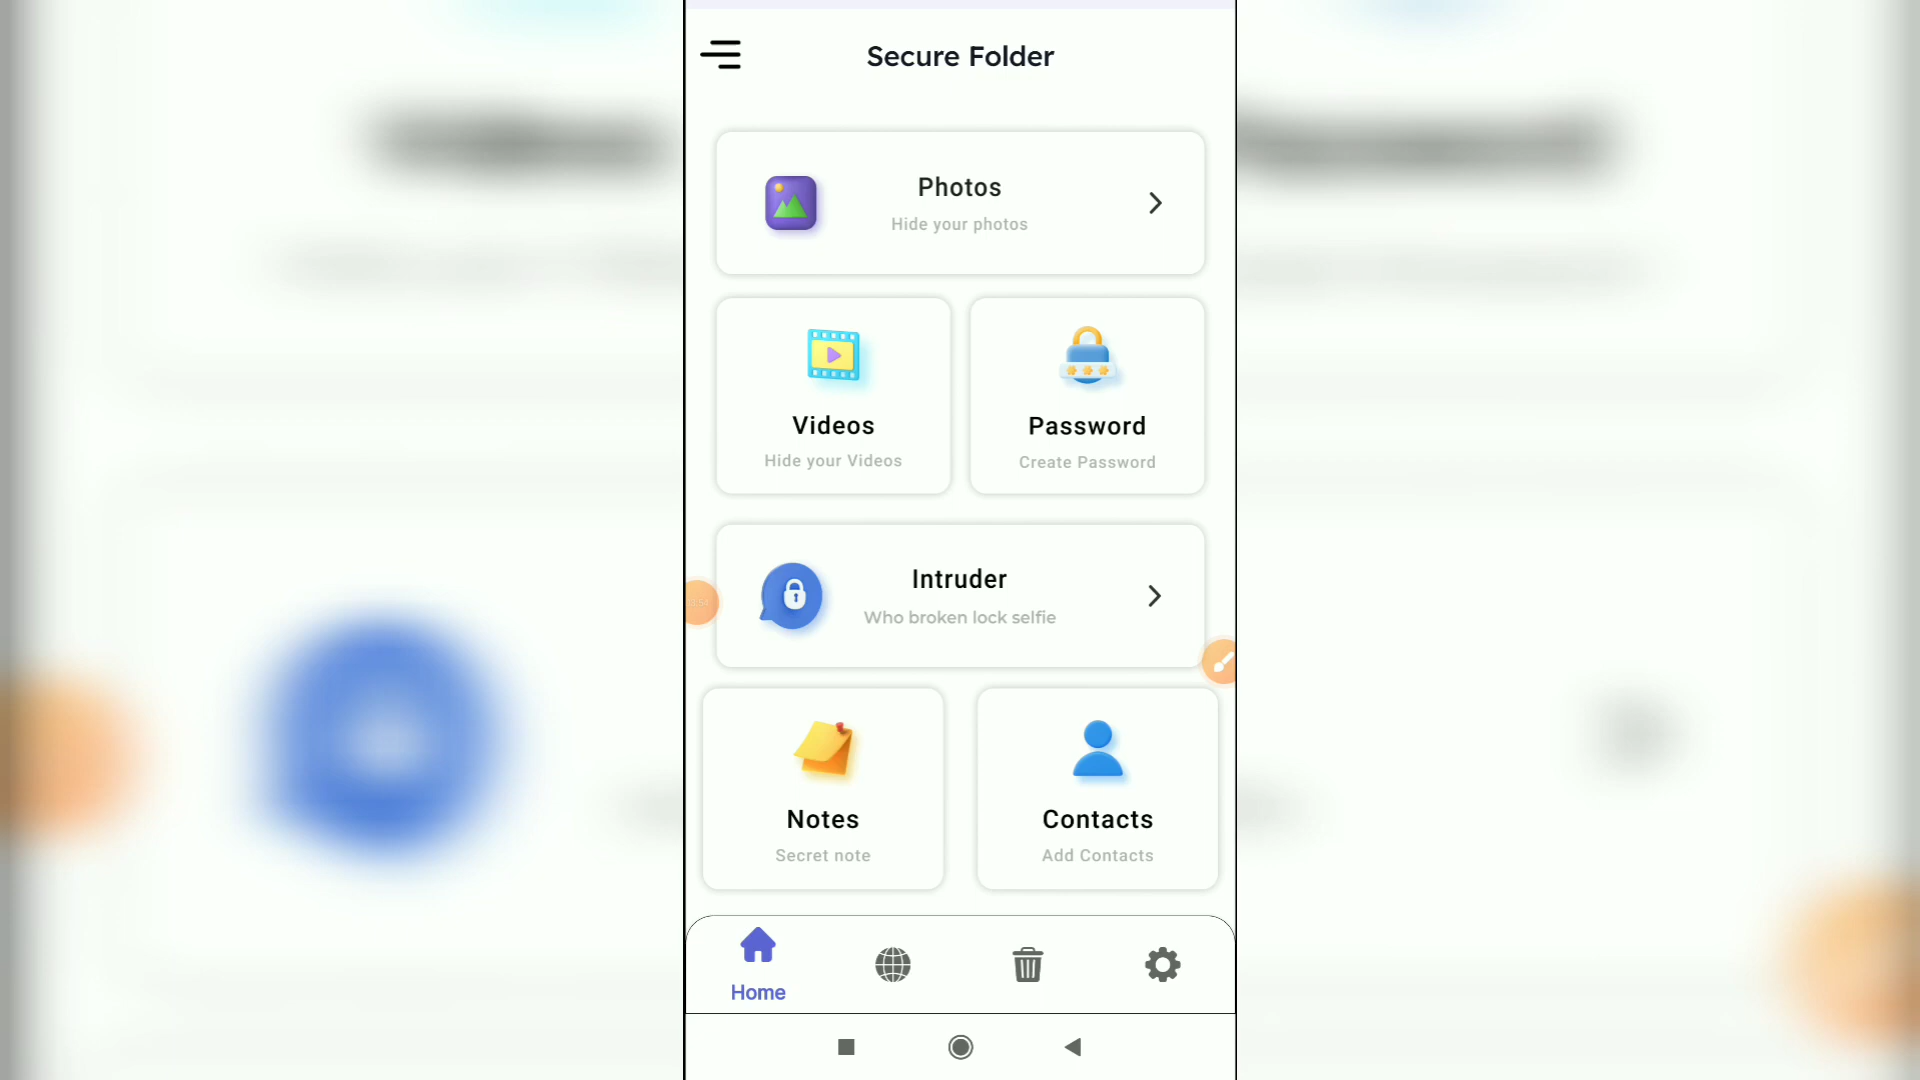 Secure Folder
Photos
Hide your photos
Videos
Hide your Videos
Password
Create Password
Intruder
Who broken lock selfie
Notes
Secret note
Contacts
Add Contacts
Home